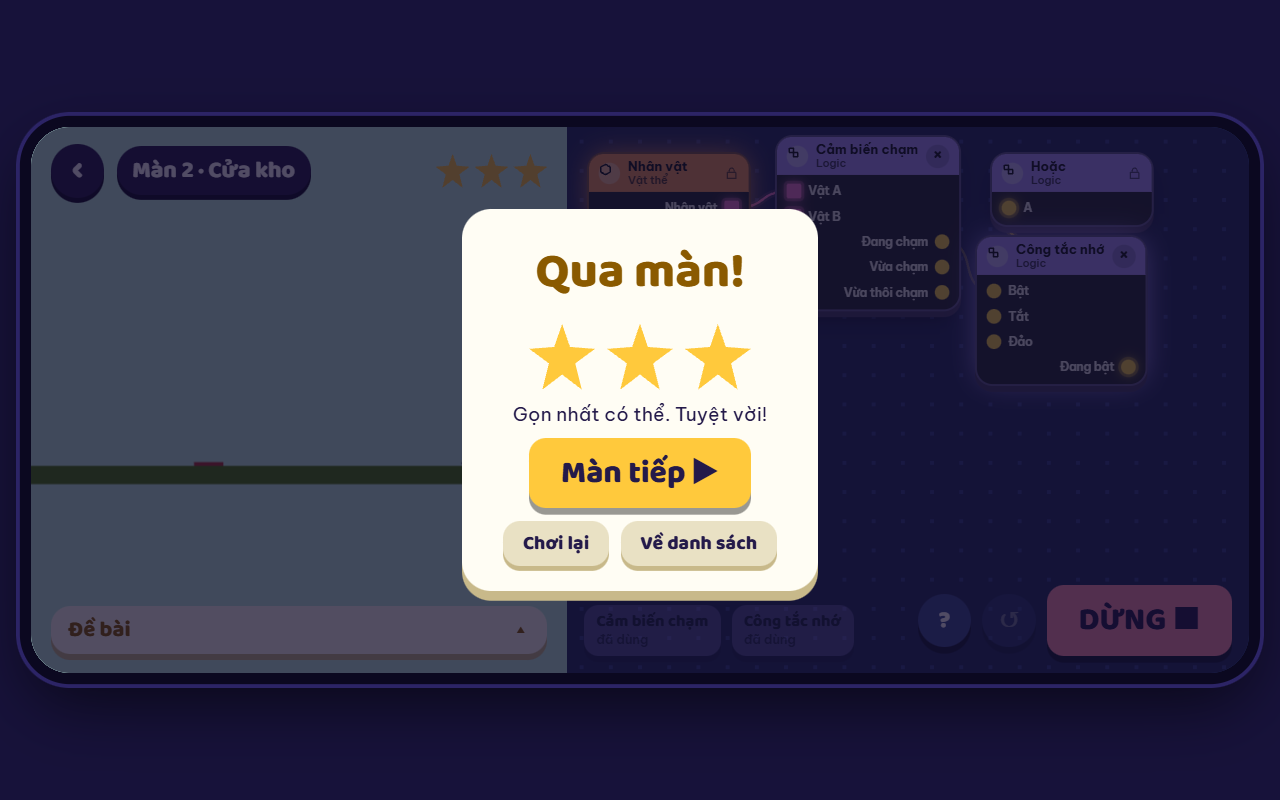 Màn 2 · Cửa kho
Nhân vật
Vật thể
Nhân vật
Cảm biến chạm
Logic
Vật A
Vật B
Đang chạm
Vừa chạm
Vừa thôi chạm
Hoặc
Logic
A
Công tắc nhớ
Logic
Bật
Tắt
Đảo
Đang bật
Qua màn!
Gọn nhất có thể. Tuyệt vời!
Màn tiếp ▶
Chơi lại
Về danh sách
Đề bài
Cảm biến chạm
đã dùng
Công tắc nhớ
đã dùng
?
DỪNG